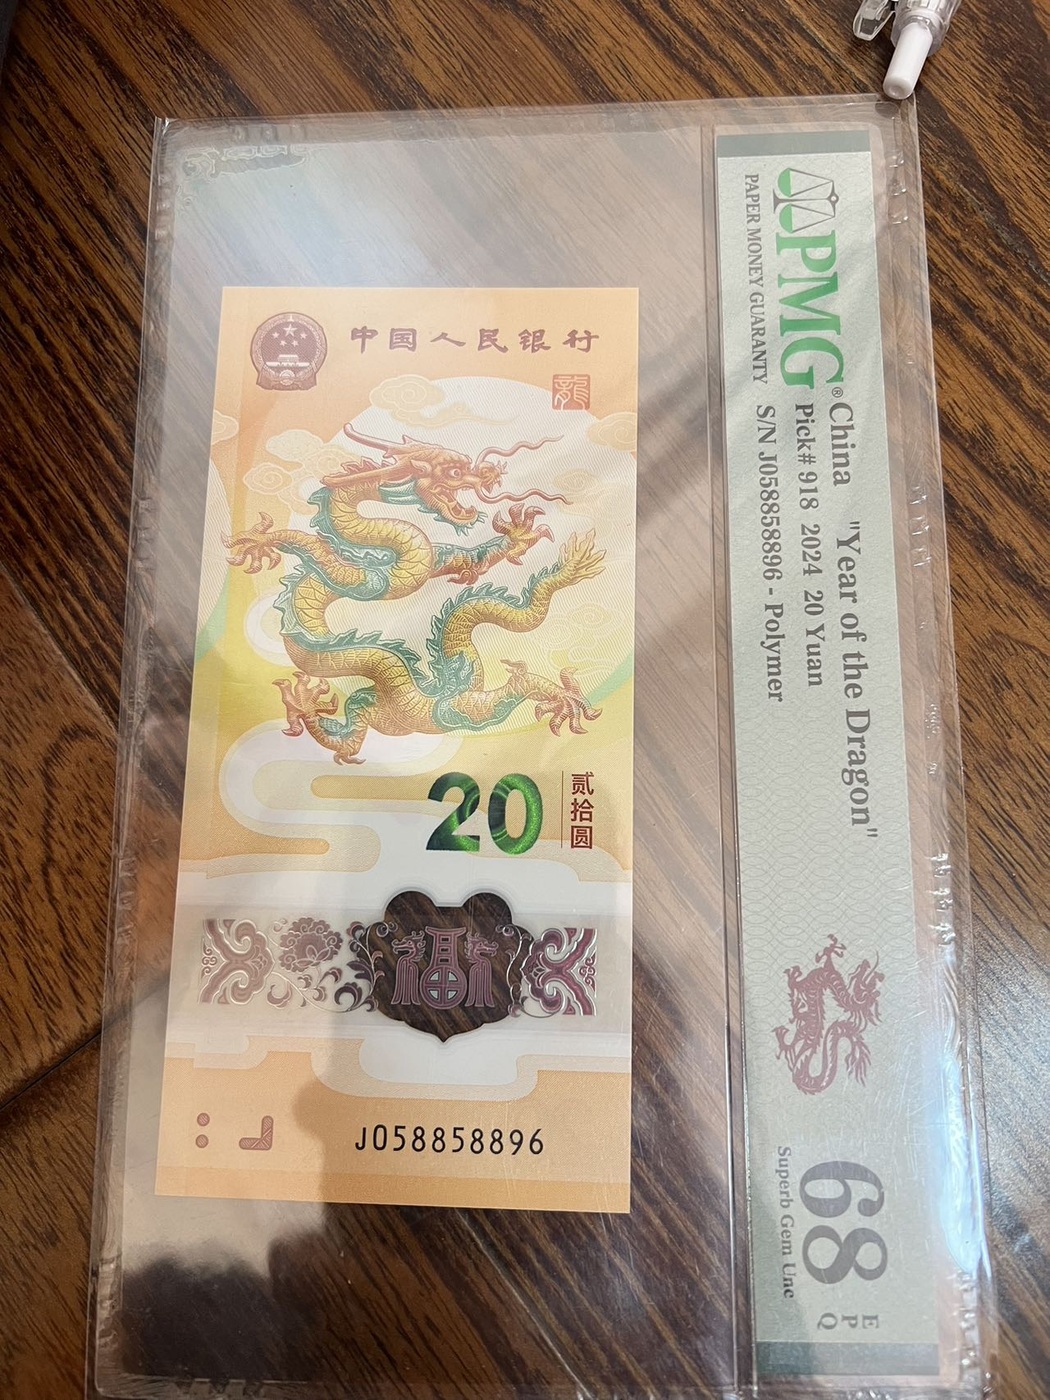 中国人民银行
龍
20
贰拾圆
福
J058858896
PMG®
PAPER MONEY GUARANTY
China "Year of the Dragon"
Pick# 918 2024 20 Yuan
S/N J058858896 - Polymer
68 EPQ
Superb Gem Unc